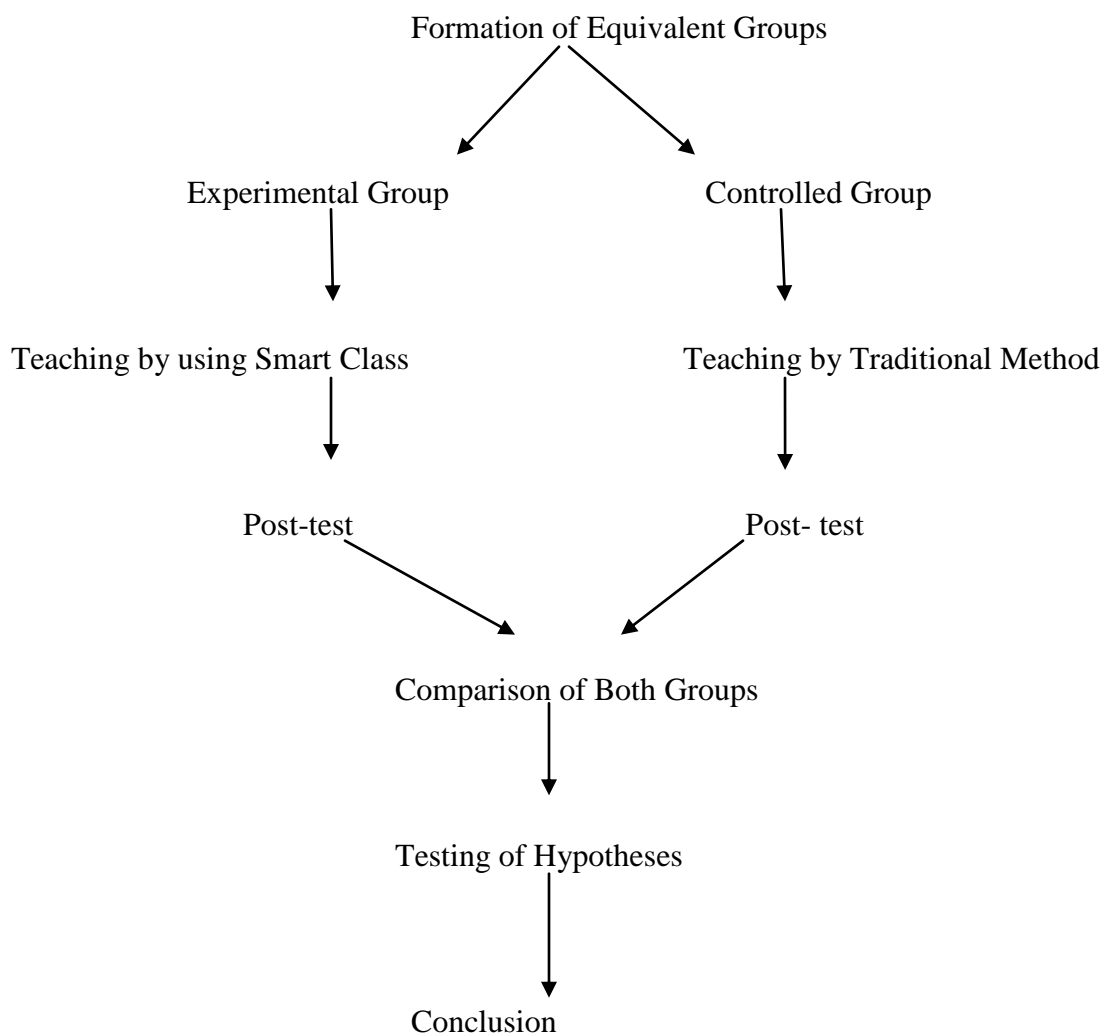 Formation of Equivalent Groups
Experimental Group
Controlled Group
Teaching by using Smart Class
Teaching by Traditional Method
Post-test
Post- test
Comparison of Both Groups
Testing of Hypotheses
Conclusion